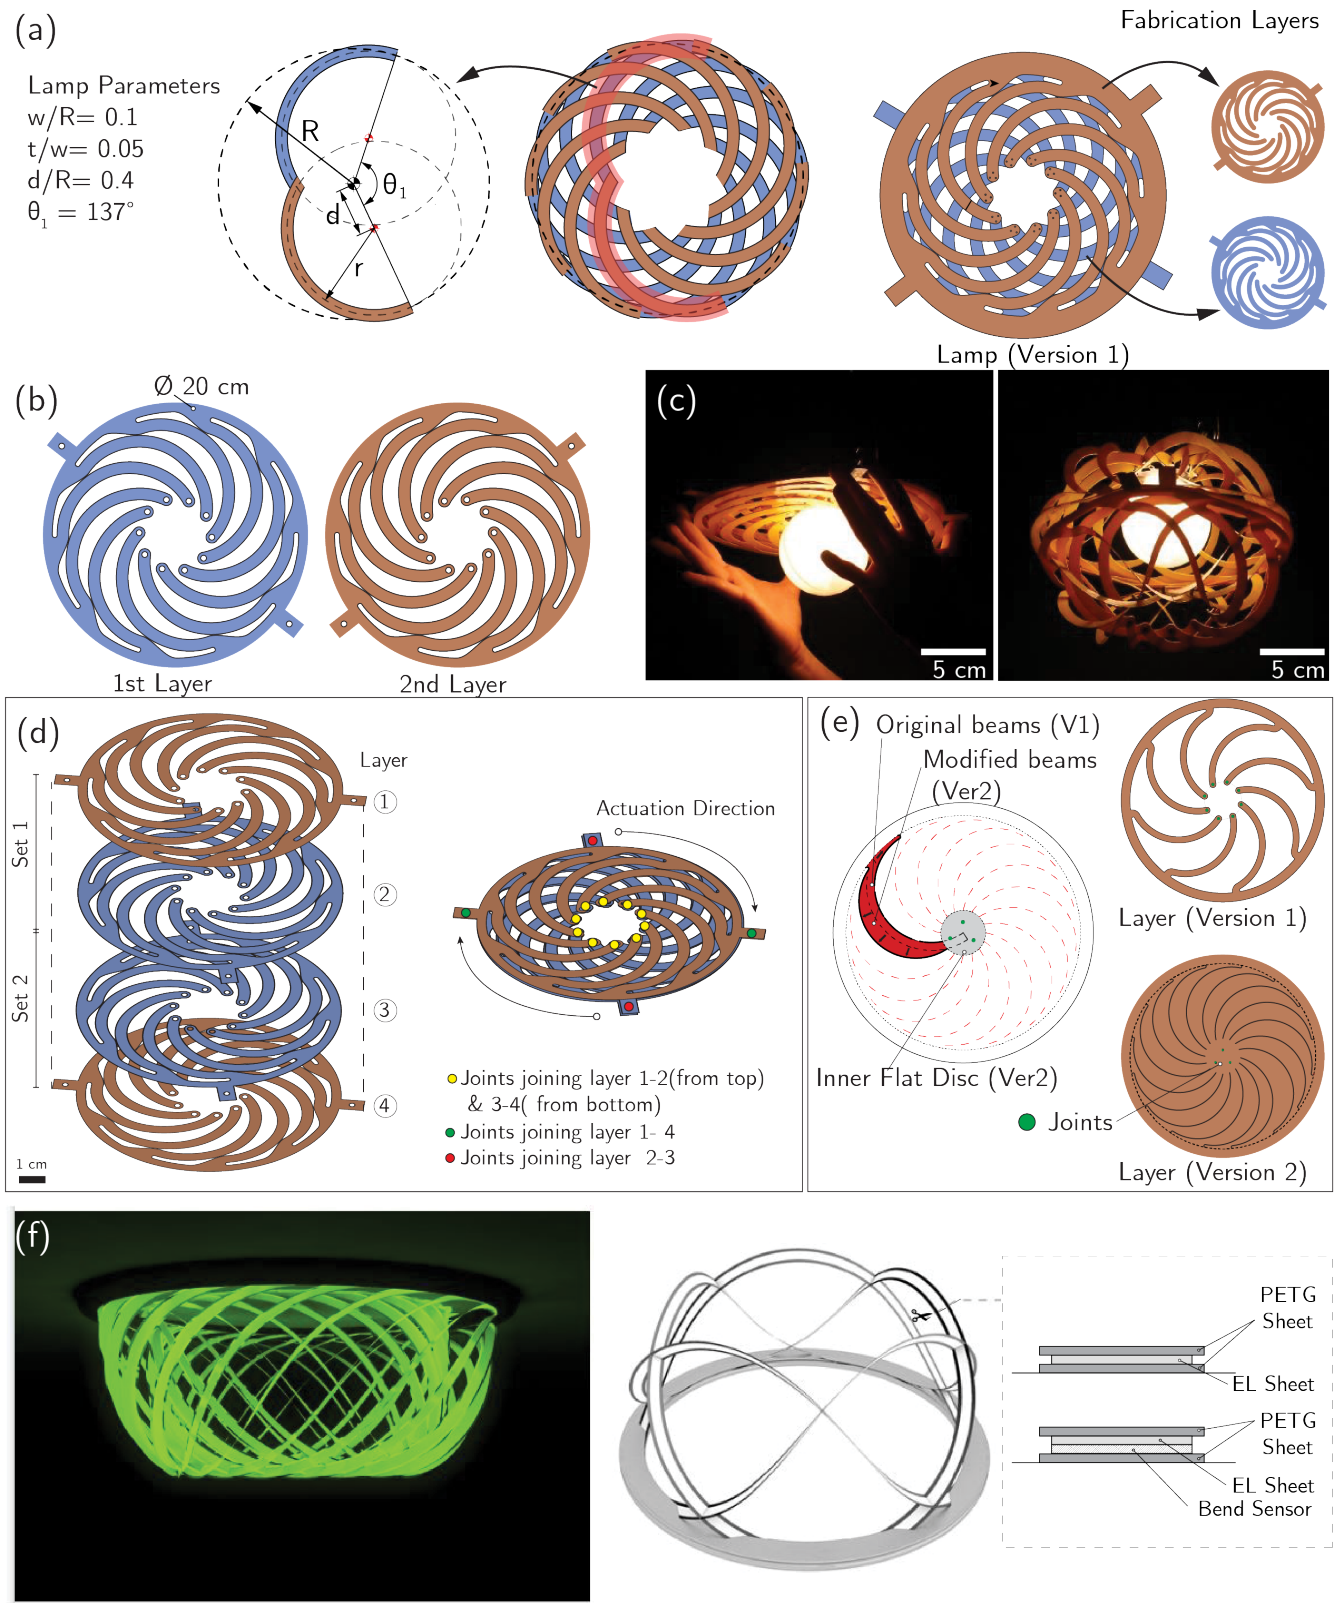 (a)
Fabrication Layers
Lamp Parameters
w/R= 0.1
t/w= 0.05
d/R= 0.4
θ₁ = 137°
R
θ₁
d
r
Lamp (Version 1)
(b)
Ø 20 cm
1st Layer
2nd Layer
(c)
5 cm
5 cm
(d)
Layer
Set 1
Set 2
1
2
3
4
1 cm
Actuation Direction
Joints joining layer 1-2(from top)
& 3-4( from bottom)
Joints joining layer 1- 4
Joints joining layer 2-3
(e)
Original beams (V1)
Modified beams
(Ver2)
Inner Flat Disc (Ver2)
Joints
Layer (Version 1)
Layer (Version 2)
(f)
PETG
Sheet
EL Sheet
PETG
Sheet
EL Sheet
Bend Sensor